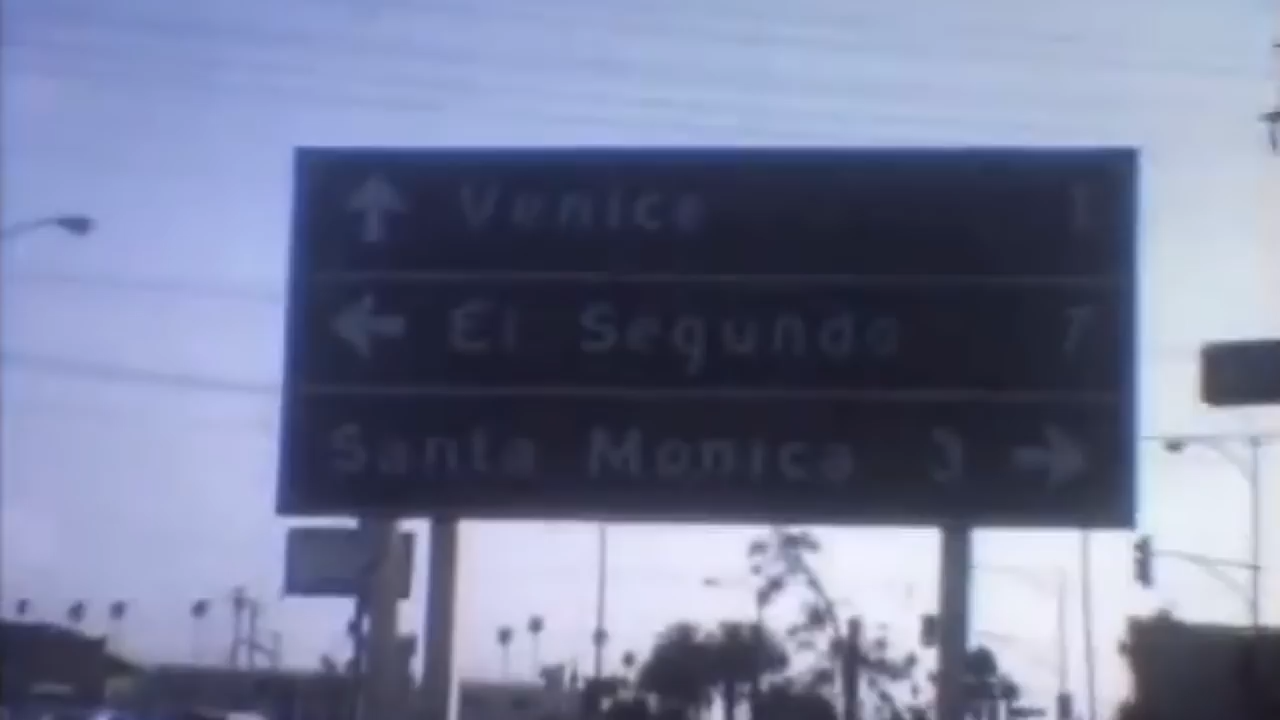 ↑ Venice 1
← El Segundo 7
Santa Monica 3 →